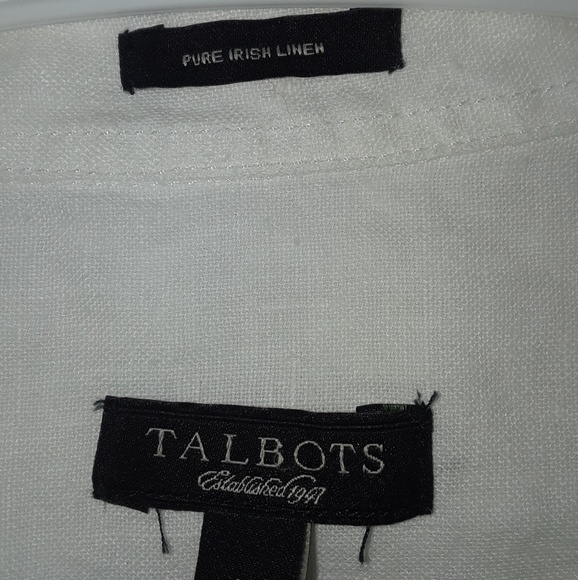 PURE IRISH LINEN
TALBOTS
Established 1947